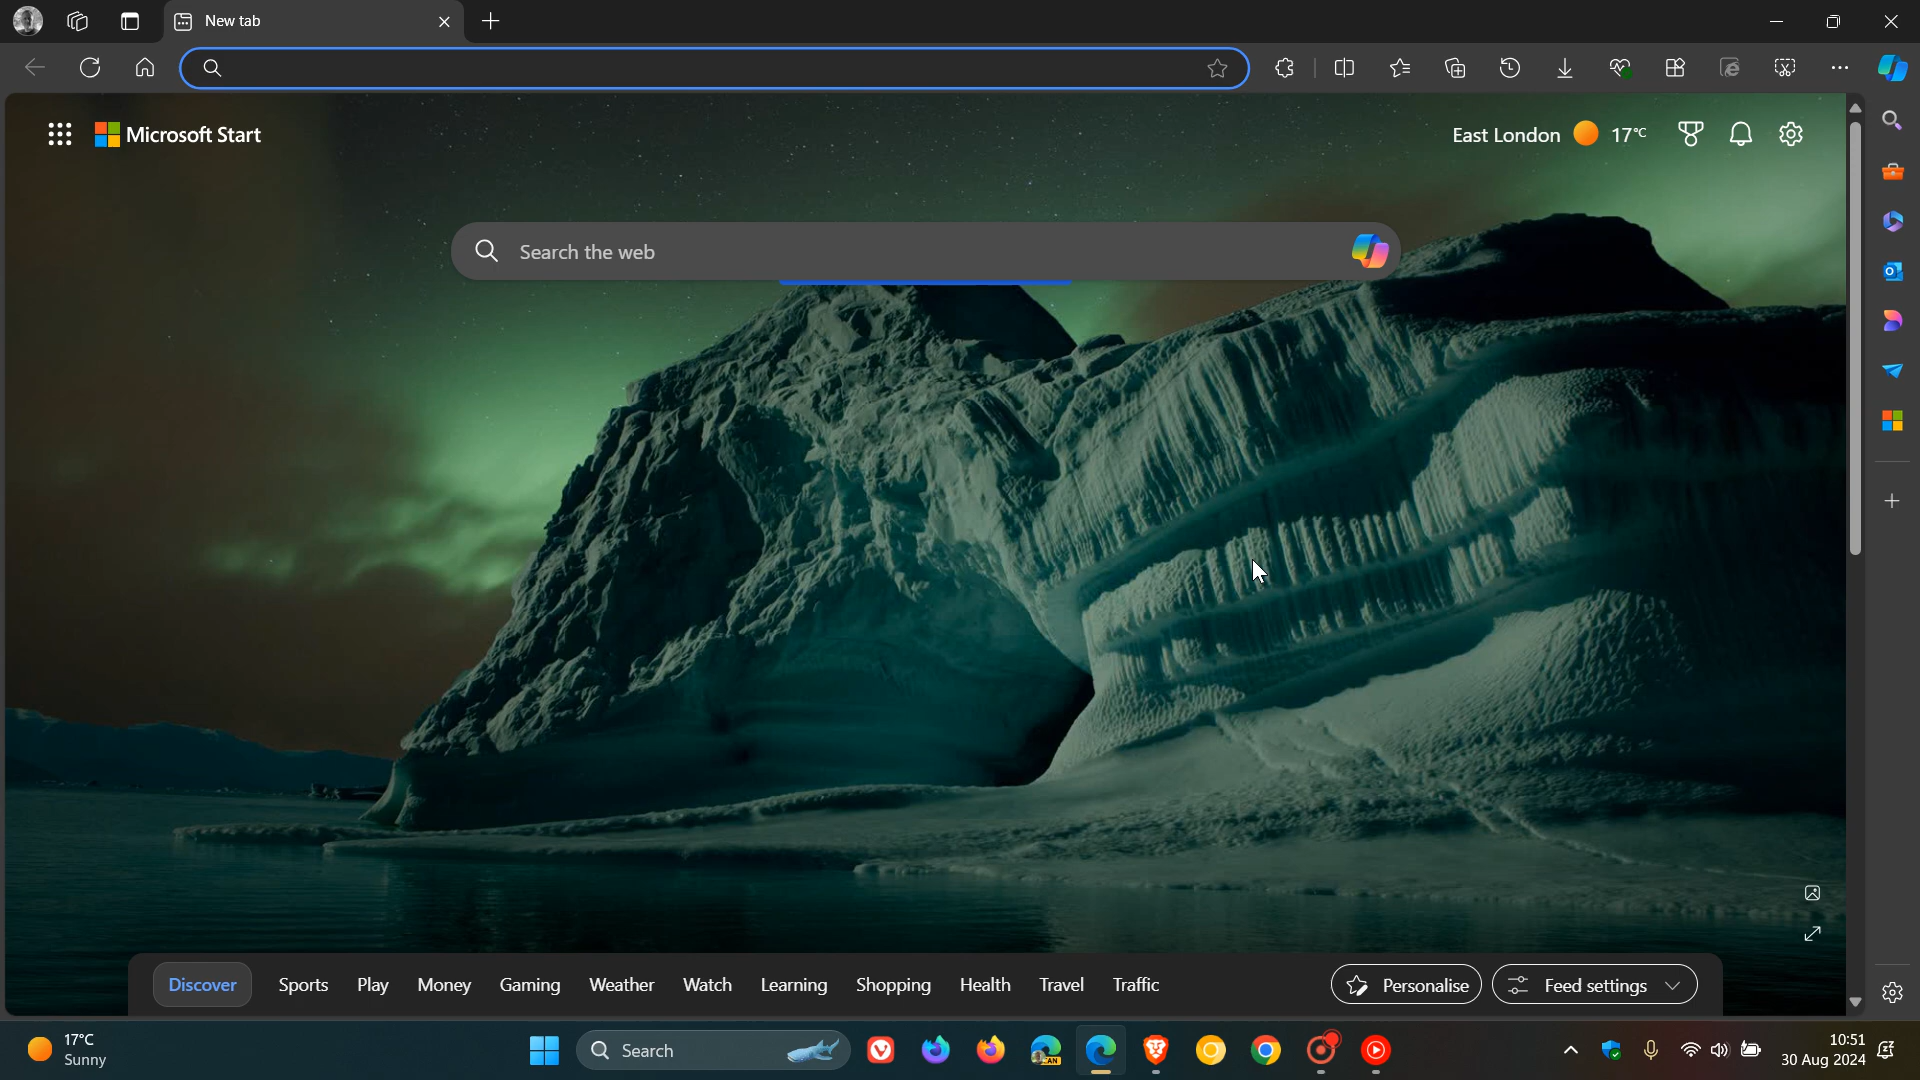 New tab
Microsoft Start
East London 17°C
Search the web
Discover Sports Play Money Gaming Weather Watch Learning Shopping Health Travel Traffic Personalise Feed settings
17°C
Sunny
Search
CAN
10:51
30 Aug 2024